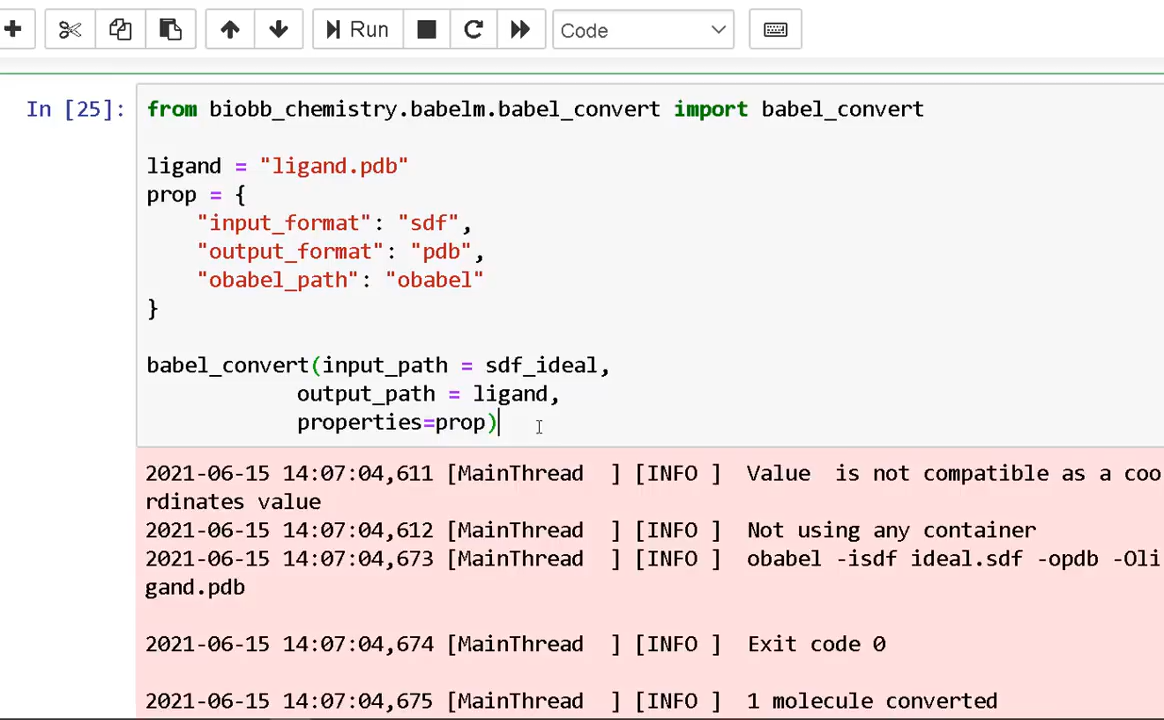 Run
Code
In [25]:
from biobb_chemistry.babelm.babel_convert import babel_convert
ligand = "ligand.pdb"
prop = {
"input_format": "sdf",
"output_format": "pdb",
"obabel_path": "obabel"
}
babel_convert(input_path = sdf_ideal,
output_path = ligand,
properties=prop)
2021-06-15 14:07:04,611 [MainThread  ] [INFO ]  Value  is not compatible as a coo
rdinates value
2021-06-15 14:07:04,612 [MainThread  ] [INFO ]  Not using any container
2021-06-15 14:07:04,673 [MainThread  ] [INFO ]  obabel -isdf ideal.sdf -opdb -Oli
gand.pdb
2021-06-15 14:07:04,674 [MainThread  ] [INFO ]  Exit code 0
2021-06-15 14:07:04,675 [MainThread  ] [INFO ]  1 molecule converted